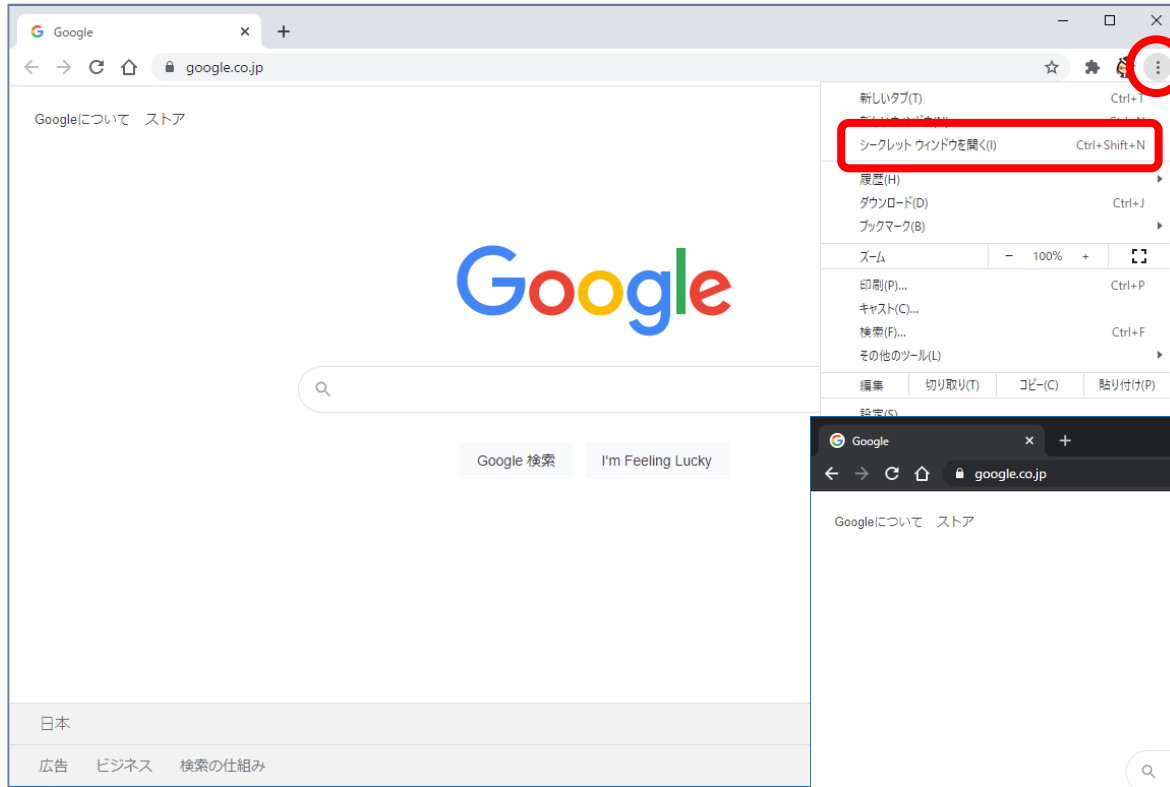 Google
google.co.jp
Googleについて ストア
新しいタブ(T) Ctrl+T
シークレット ウィンドウを開く(I) Ctrl+Shift+N
履歴(H)
ダウンロード(D) Ctrl+J
ブックマーク(B)
ズーム − 100% +
印刷(P)... Ctrl+P
キャスト(C)...
検索(F)... Ctrl+F
その他のツール(L)
編集 切り取り(T) コピー(C) 貼り付け(P)
設定(S)
Google
Google 検索 I'm Feeling Lucky
日本
広告 ビジネス 検索の仕組み
Google
google.co.jp
Googleについて ストア